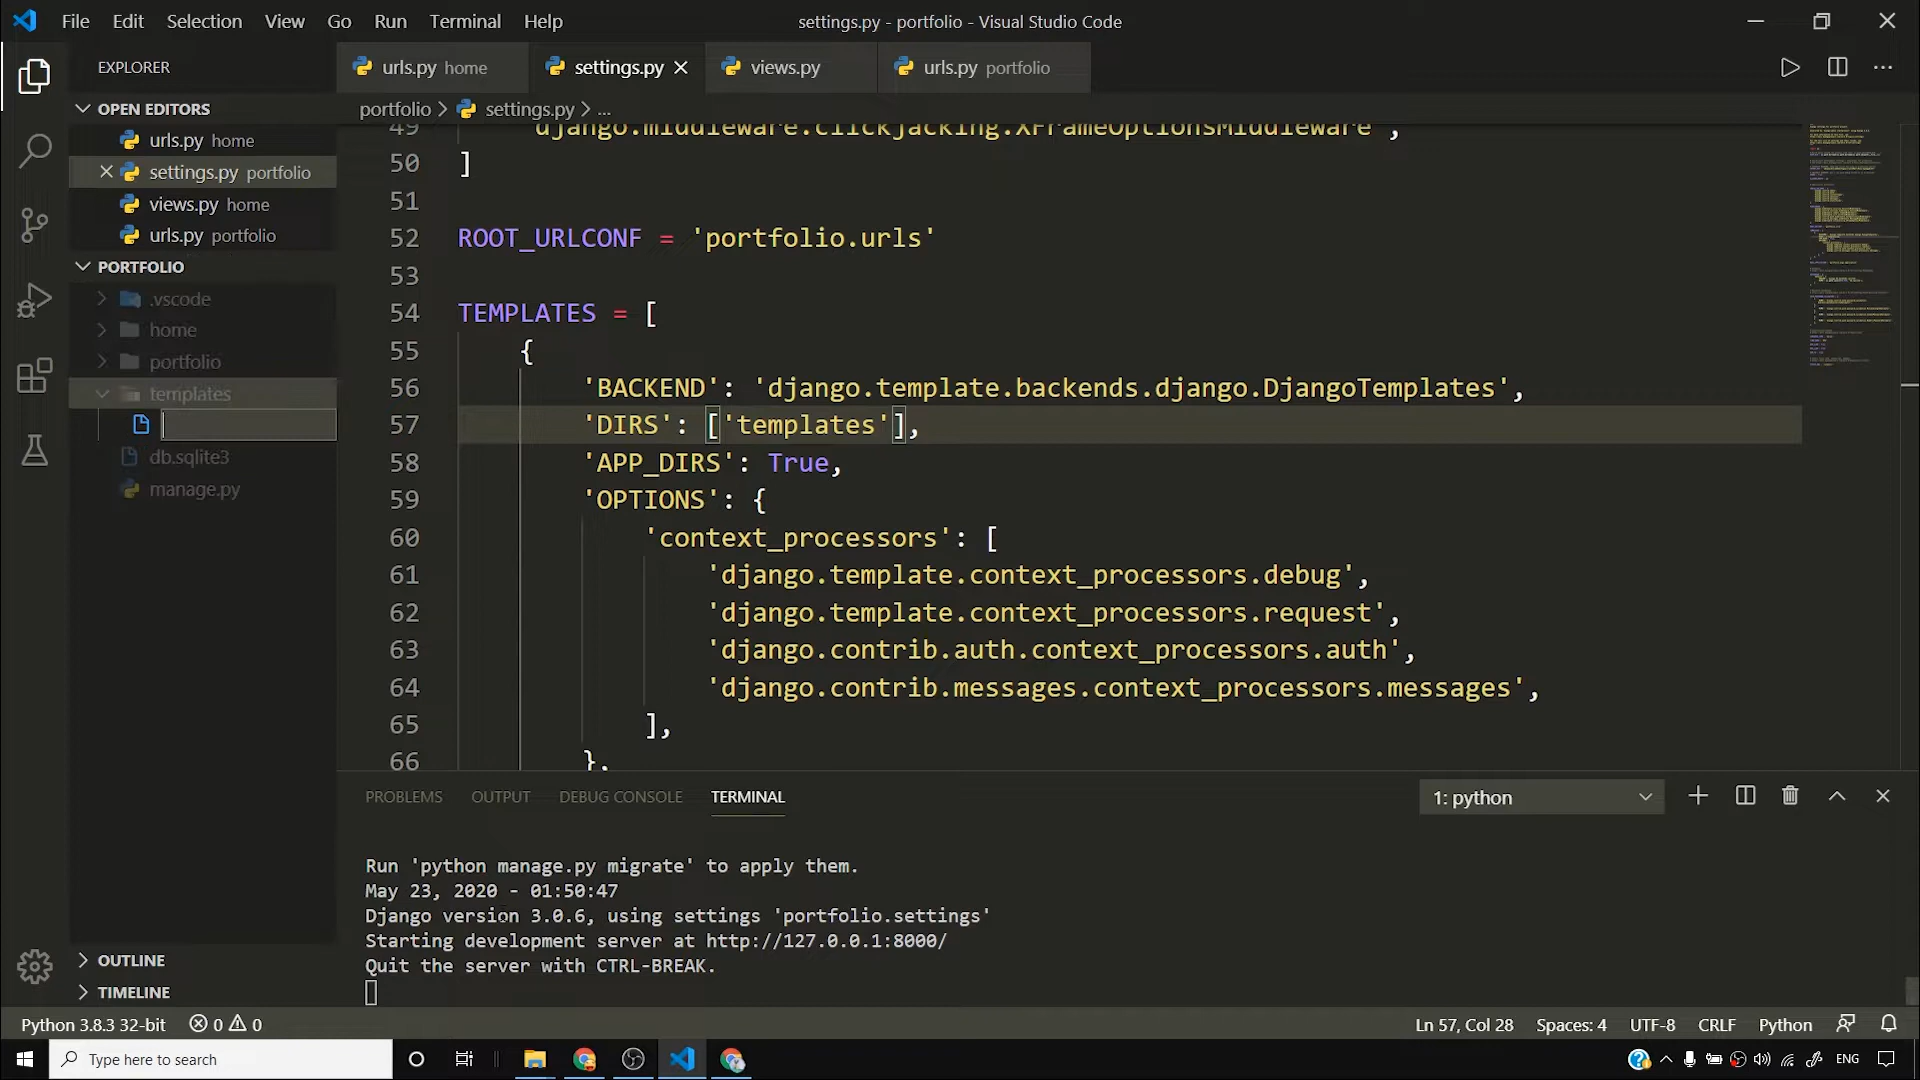 File Edit Selection View Go Run Terminal Help
settings.py - portfolio - Visual Studio Code
EXPLORER
urls.py home
settings.py
views.py
urls.py portfolio
OPEN EDITORS
portfolio > settings.py > ...
urls.py home
settings.py portfolio
views.py home
urls.py portfolio
PORTFOLIO
.vscode
home
portfolio
templates
db.sqlite3
manage.py
OUTLINE
TIMELINE
49 'django.middleware.clickjacking.XFrameOptionsMiddleware',
50 ]
51
52 ROOT_URLCONF = 'portfolio.urls'
53
54 TEMPLATES = [
55 {
56 'BACKEND': 'django.template.backends.django.DjangoTemplates',
57 'DIRS': ['templates'],
58 'APP_DIRS': True,
59 'OPTIONS': {
60 'context_processors': [
61 'django.template.context_processors.debug',
62 'django.template.context_processors.request',
63 'django.contrib.auth.context_processors.auth',
64 'django.contrib.messages.context_processors.messages',
65 ],
66 },
PROBLEMS OUTPUT DEBUG CONSOLE TERMINAL
1: python
Run 'python manage.py migrate' to apply them.
May 23, 2020 - 01:50:47
Django version 3.0.6, using settings 'portfolio.settings'
Starting development server at http://127.0.0.1:8000/
Quit the server with CTRL-BREAK.
Python 3.8.3 32-bit 0 0
Ln 57, Col 28 Spaces: 4 UTF-8 CRLF Python
Type here to search
ENG